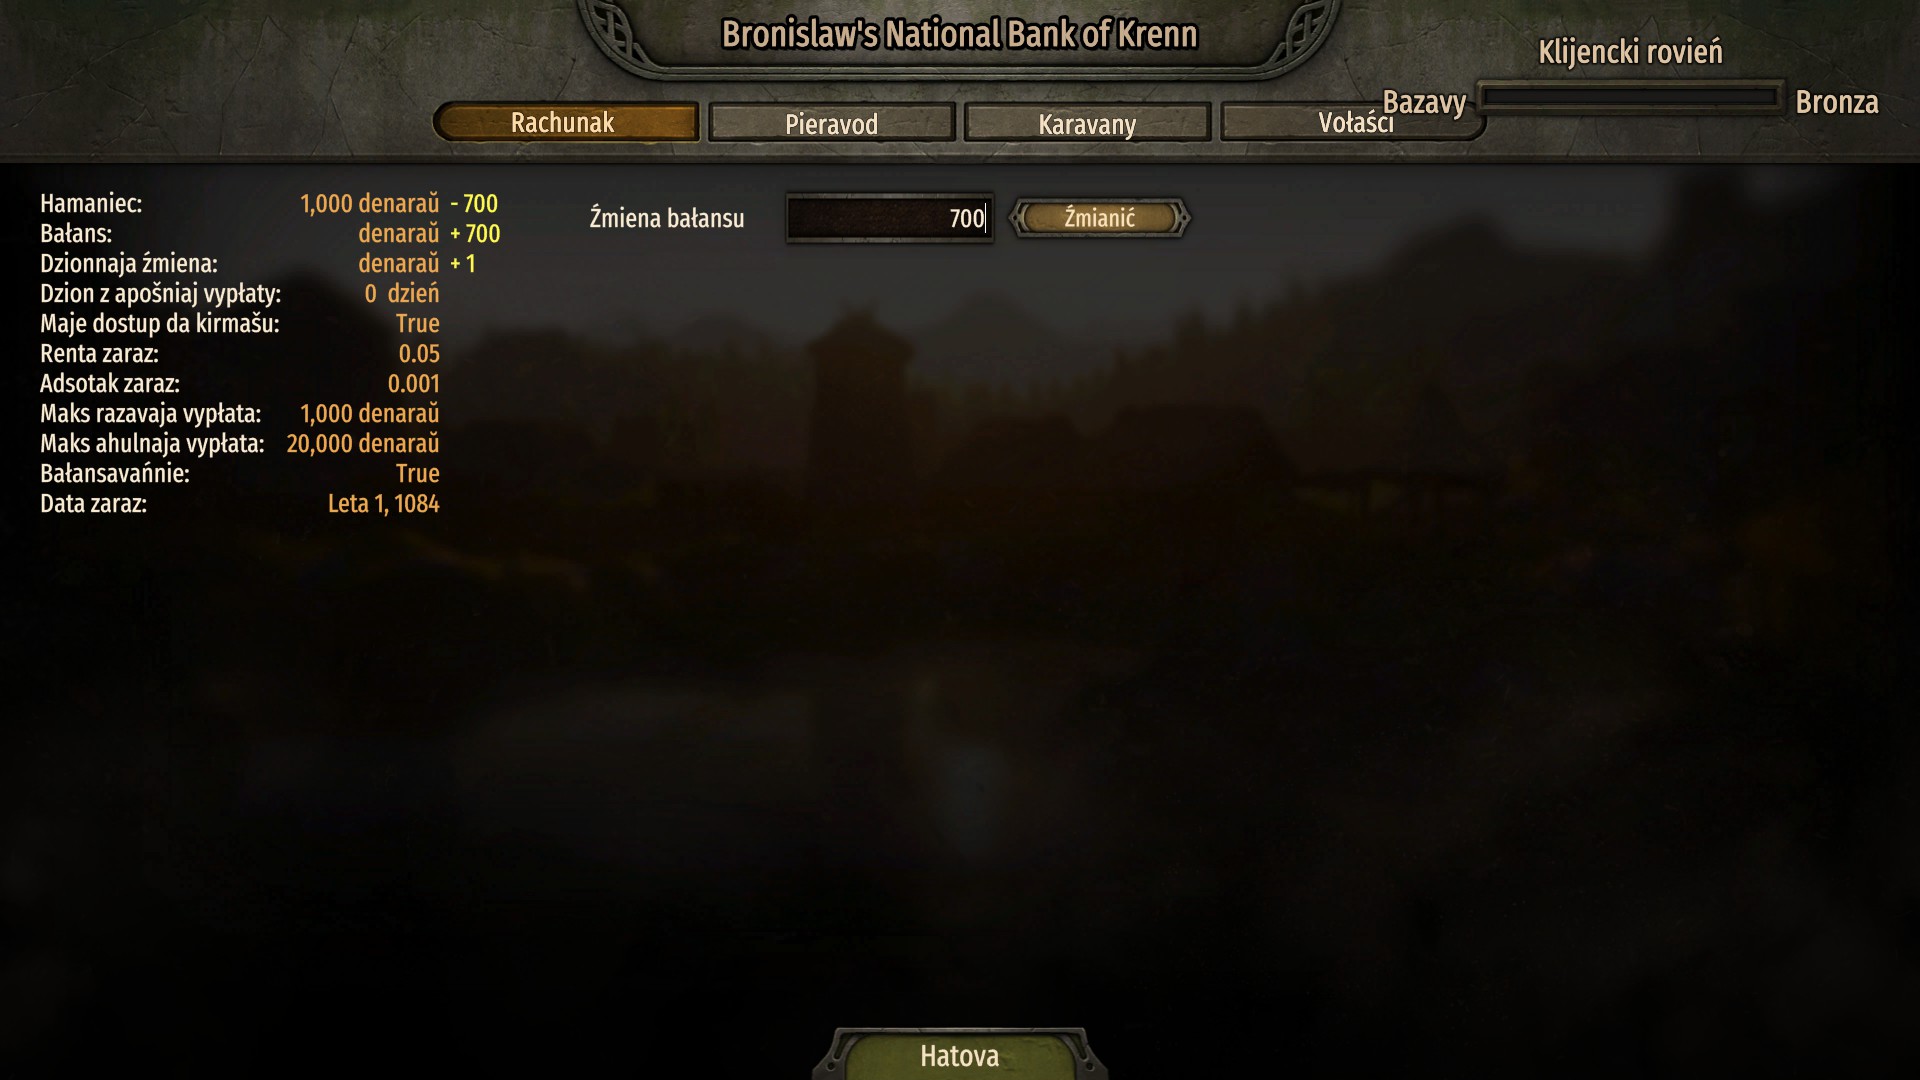 Bronislaw's National Bank of Krenn
Klijencki rovień
Bazavy
Bronza
Rachunak
Pieravod
Karavany
Vołaści
Hamaniec: 1,000 denaraŭ - 700
Bałans: denaraŭ + 700
Dzionnaja źmiena: denaraŭ + 1
Dzion z apošniaj vypłaty: 0 dzień
Maje dostup da kirmašu: True
Renta zaraz: 0.05
Adsotak zaraz: 0.001
Maks razavaja vypłata: 1,000 denaraŭ
Maks ahulnaja vypłata: 20,000 denaraŭ
Bałansavańnie: True
Data zaraz: Leta 1, 1084
Źmiena bałansu
700
Źmianić
Hatova